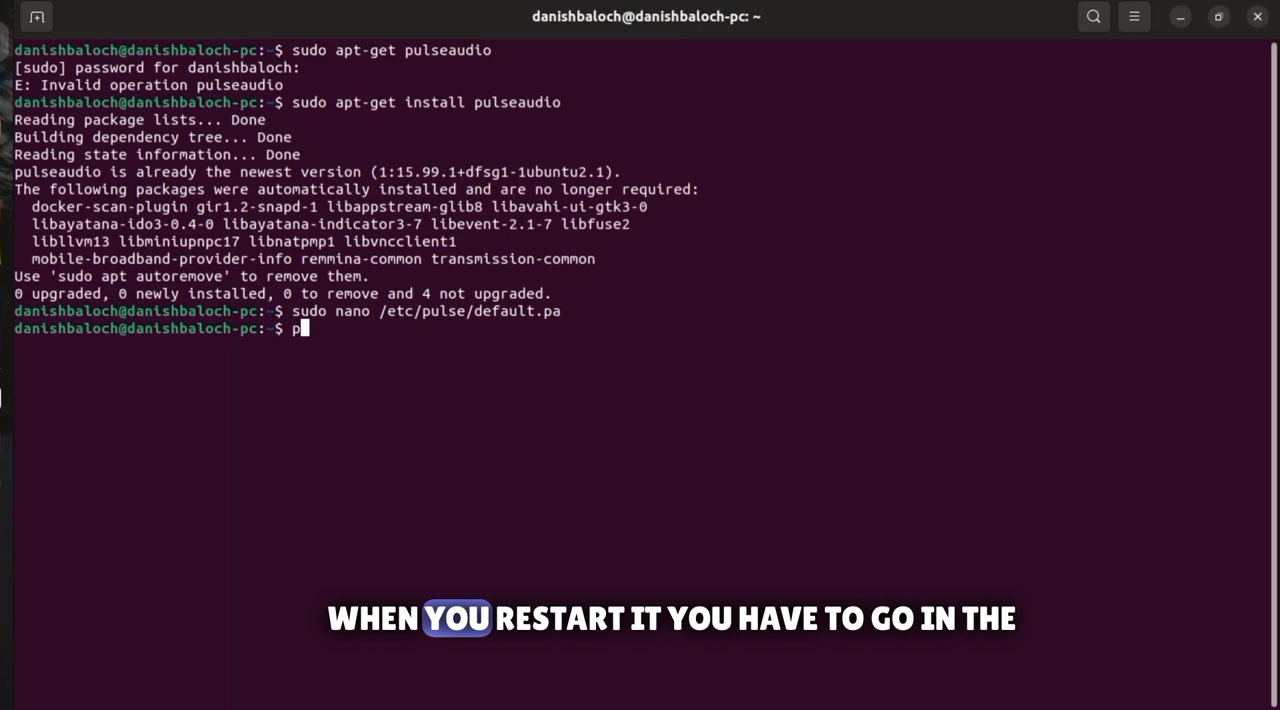 danishbaloch@danishbaloch-pc: ~
danishbaloch@danishbaloch-pc:~$ sudo apt-get pulseaudio
[sudo] password for danishbaloch:
E: Invalid operation pulseaudio
danishbaloch@danishbaloch-pc:~$ sudo apt-get install pulseaudio
Reading package lists... Done
Building dependency tree... Done
Reading state information... Done
pulseaudio is already the newest version (1:15.99.1+dfsg1-1ubuntu2.1).
The following packages were automatically installed and are no longer required:
  docker-scan-plugin gir1.2-snapd-1 libappstream-glib8 libavahi-ui-gtk3-0
  libayatana-ido3-0.4-0 libayatana-indicator3-7 libevent-2.1-7 libfuse2
  libllvm13 libminiupnpc17 libnatpmp1 libvncclient1
  mobile-broadband-provider-info remmina-common transmission-common
Use 'sudo apt autoremove' to remove them.
0 upgraded, 0 newly installed, 0 to remove and 4 not upgraded.
danishbaloch@danishbaloch-pc:~$ sudo nano /etc/pulse/default.pa
danishbaloch@danishbaloch-pc:~$ p
WHEN YOU RESTART IT YOU HAVE TO GO IN THE